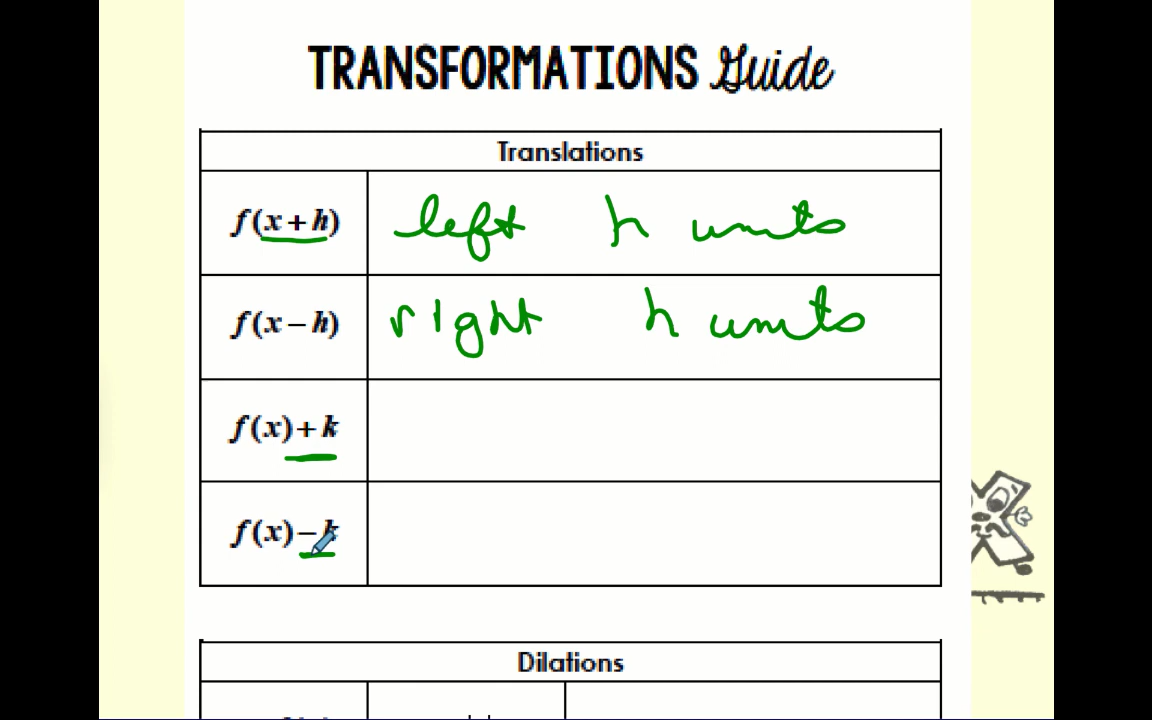 TRANSFORMATIONS Guide
Translations
f(x + h) left h units
f(x – h) right h units
f(x) + k
f(x) – k
Dilations